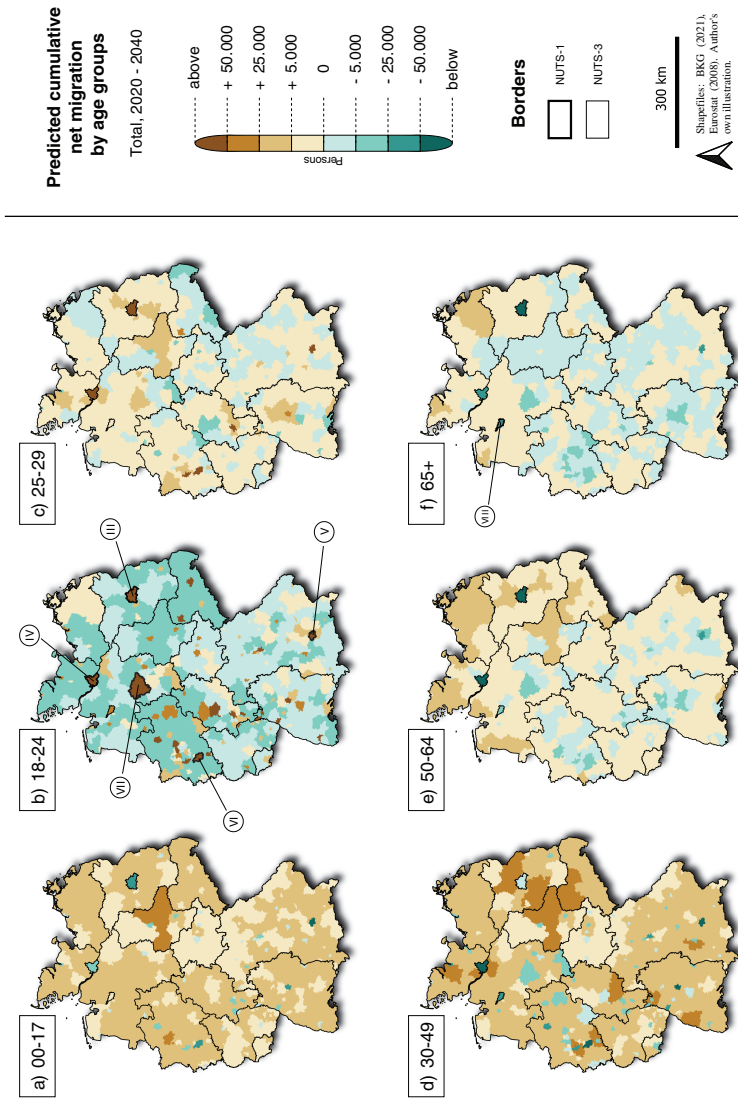 a) 00-17
b) 18-24
IV
III
VII
VI
V
c) 25-29
d) 30-49
e) 50-64
f) 65+
VIII
Predicted cumulative
net migration
by age groups
Total, 2020 - 2040
Persons
above
+ 50.000
+ 25.000
+ 5.000
0
- 5.000
- 25.000
- 50.000
below
Borders
NUTS-1
NUTS-3
300 km
Shapefiles: BKG (2021),
Eurostat (2008). Author's
own illustration.